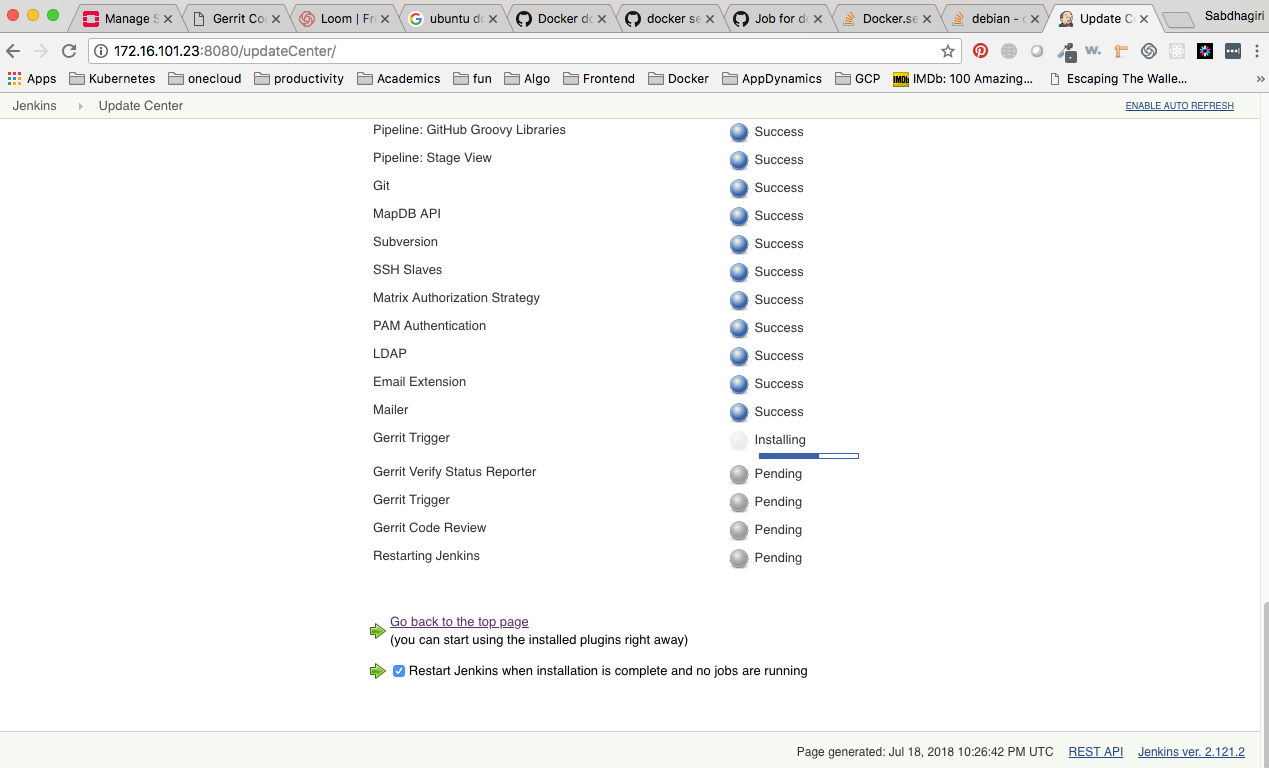 Manage S
Gerrit Co
Loom | Fr
ubuntu d
Docker d
docker se
Job for d
Docker.se
debian -
Update C
Sabdhagiri
172.16.101.23:8080/updateCenter/
w.
Apps
Kubernetes
onecloud
productivity
Academics
fun
Algo
Frontend
Docker
AppDynamics
GCP
IMDb
IMDb: 100 Amazing...
Escaping The Walle...
»
Jenkins
Update Center
ENABLE AUTO REFRESH
Pipeline: GitHub Groovy Libraries Success
Pipeline: Stage View Success
Git Success
MapDB API Success
Subversion Success
SSH Slaves Success
Matrix Authorization Strategy Success
PAM Authentication Success
LDAP Success
Email Extension Success
Mailer Success
Gerrit Trigger Installing
Gerrit Verify Status Reporter Pending
Gerrit Trigger Pending
Gerrit Code Review Pending
Restarting Jenkins Pending
Go back to the top page
(you can start using the installed plugins right away)
Restart Jenkins when installation is complete and no jobs are running
Page generated: Jul 18, 2018 10:26:42 PM UTC REST API Jenkins ver. 2.121.2